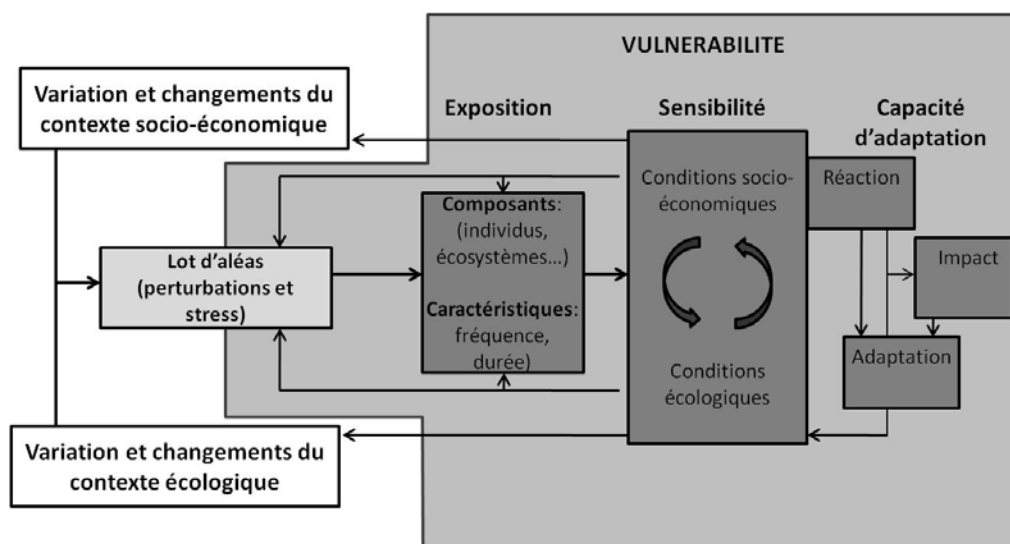 VULNERABILITE
Variation et changements du
contexte socio-économique
Exposition
Sensibilité
Capacité
d’adaptation
Conditions socio-
économiques
Réaction
Composants:
(individus,
écosystèmes...)
Caractéristiques:
fréquence,
durée)
Lot d’aléas
(perturbations et
stress)
Impact
Adaptation
Conditions
écologiques
Variation et changements du
contexte écologique